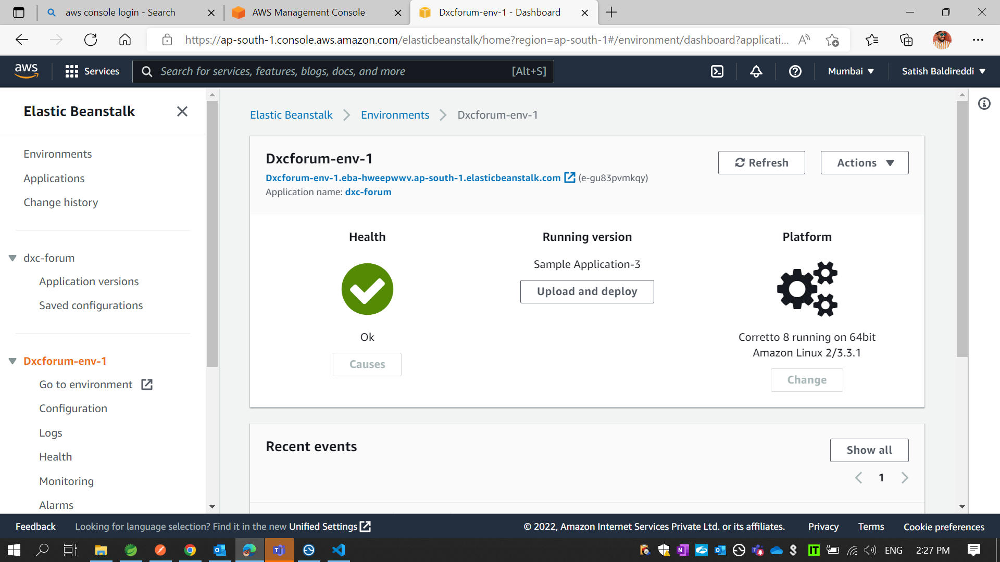 aws console login - Search
AWS Management Console
Dxcforum-env-1 - Dashboard
https://ap-south-1.console.aws.amazon.com/elasticbeanstalk/home?region=ap-south-1#/environment/dashboard?applicati...
aws
Services
Search for services, features, blogs, docs, and more
[Alt+S]
Mumbai
Satish Baldireddi
Elastic Beanstalk
Environments
Applications
Change history
dxc-forum
Application versions
Saved configurations
Dxcforum-env-1
Go to environment
Configuration
Logs
Health
Monitoring
Alarms
Elastic Beanstalk
Environments
Dxcforum-env-1
Dxcforum-env-1
Dxcforum-env-1.eba-hweepwwv.ap-south-1.elasticbeanstalk.com (e-gu83pvmkqy)
Application name: dxc-forum
Refresh
Actions
Health
Ok
Causes
Running version
Sample Application-3
Upload and deploy
Platform
Corretto 8 running on 64bit
Amazon Linux 2/3.3.1
Change
Recent events
Show all
1
Feedback
Looking for language selection? Find it in the new Unified Settings
© 2022, Amazon Internet Services Private Ltd. or its affiliates.
Privacy
Terms
Cookie preferences
IT
ENG
2:27 PM